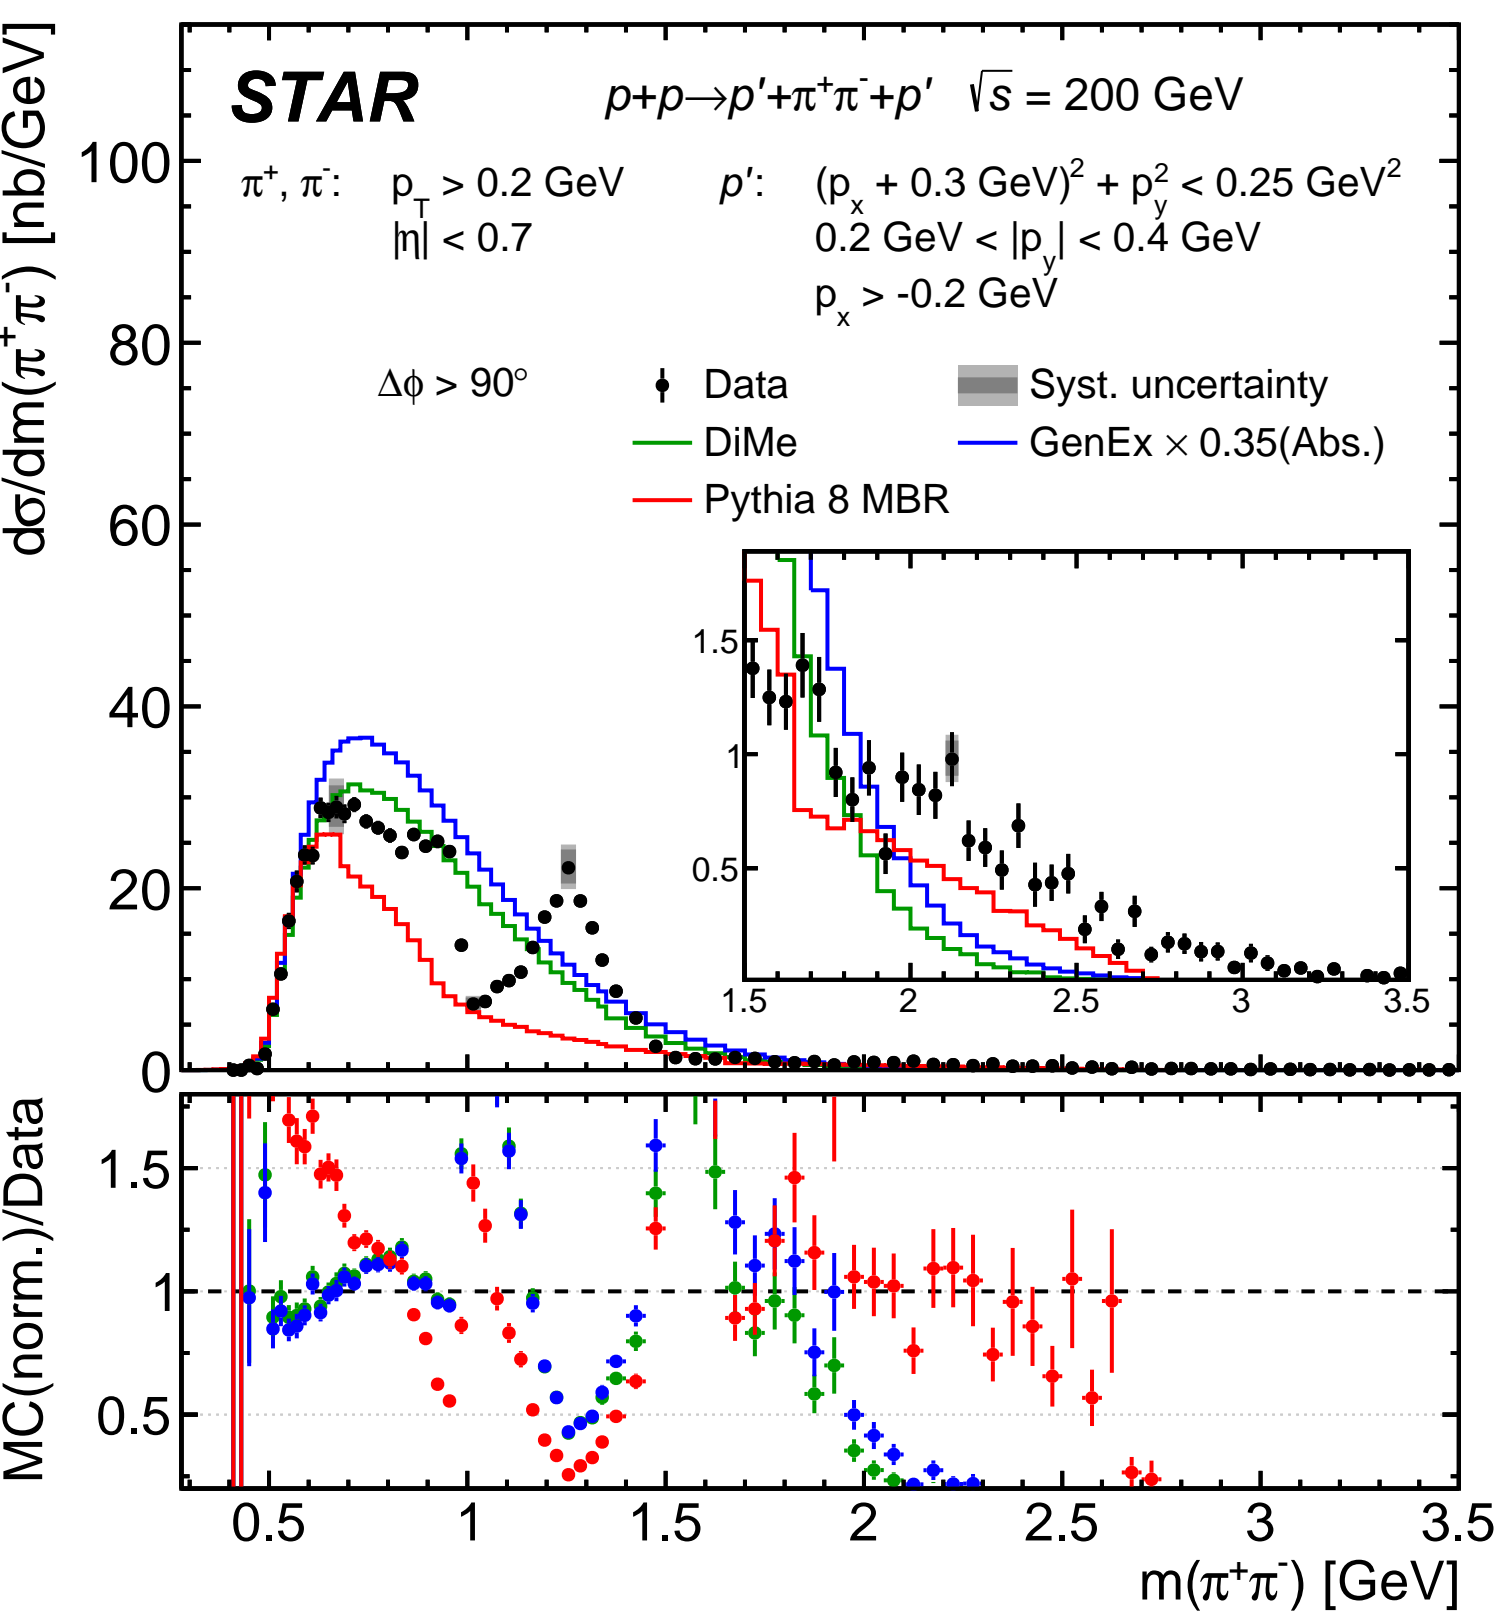 STAR p+p→p′+π⁺π⁻+p′ √s = 200 GeV
π⁺, π⁻: p_T > 0.2 GeV p′: (p_x + 0.3 GeV)² + p_y² < 0.25 GeV²
|η| < 0.7 0.2 GeV < |p_y| < 0.4 GeV
p_x > -0.2 GeV
Δϕ > 90° Data Syst. uncertainty
DiMe GenEx × 0.35(Abs.)
Pythia 8 MBR
dσ/dm(π⁺π⁻) [nb/GeV]
100
80
60
40
20
0
1.5
1
0.5
1.5 2 2.5 3 3.5
MC(norm.)/Data
1.5
1
0.5
0.5 1 1.5 2 2.5 3 3.5
m(π⁺π⁻) [GeV]